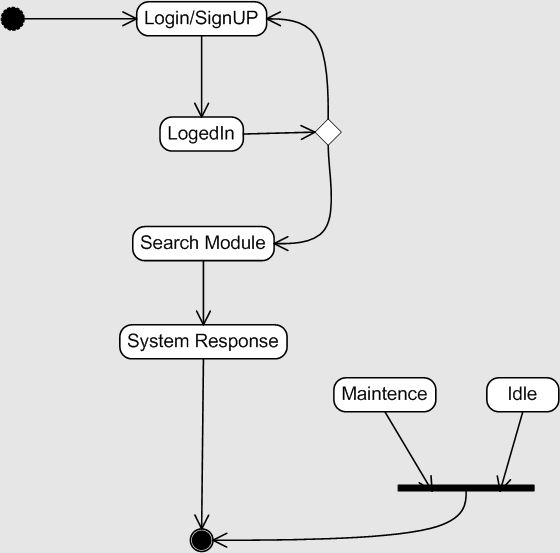 Login/SignUP
LogedIn
Search Module
System Response
Maintence
Idle